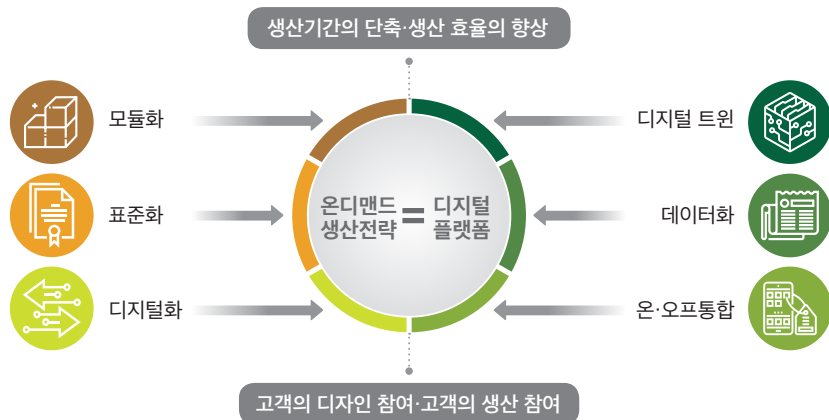 생산기간의 단축·생산 효율의 향상
모듈화
디지털 트윈
온디맨드 생산전략 = 디지털 플랫폼
표준화
데이터화
디지털화
온·오프통합
고객의 디자인 참여·고객의 생산 참여